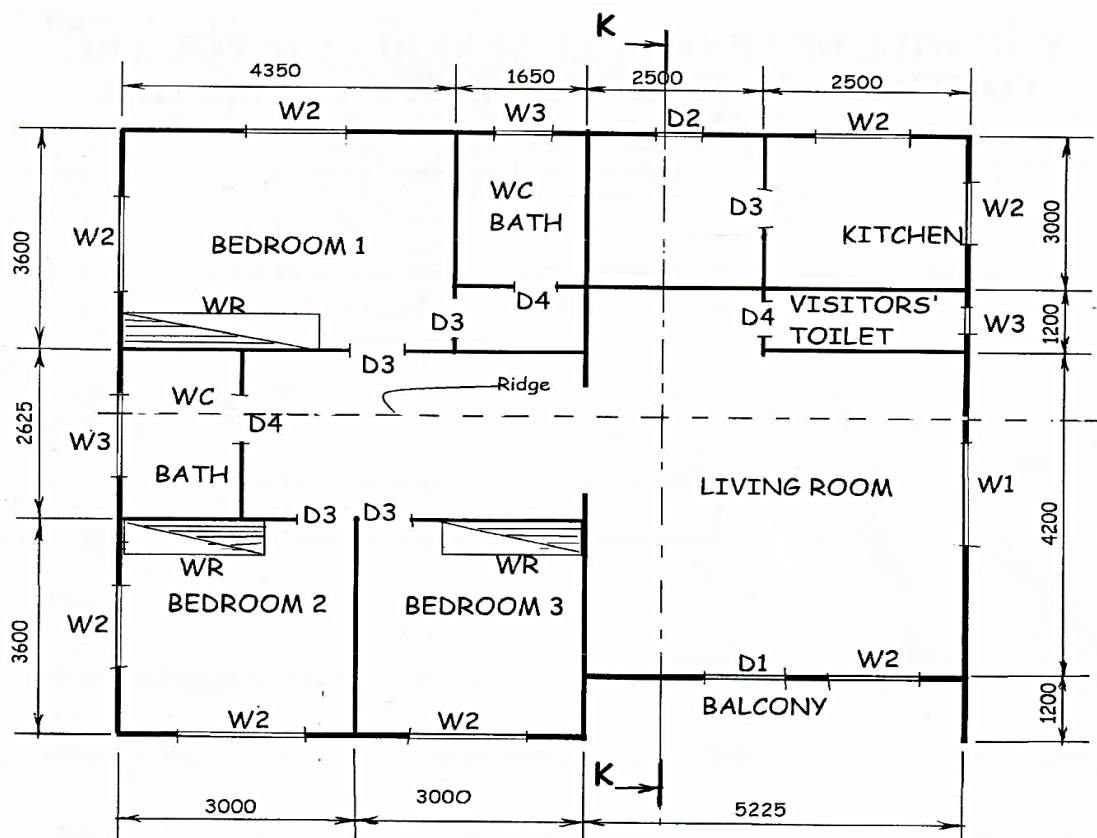 K
4350
1650
2500
2500
W2
W3
D2
W2
3600
W2
BEDROOM 1
WC
BATH
D3
KITCHEN
W2
3000
WR
D4
D3
D3
D4
VISITORS'
TOILET
W3
1200
2625
W3
WC
D4
BATH
Ridge
LIVING ROOM
W1
4200
D3
D3
3600
W2
WR
BEDROOM 2
WR
BEDROOM 3
W2
W2
D1
W2
BALCONY
1200
K
3000
3000
5225